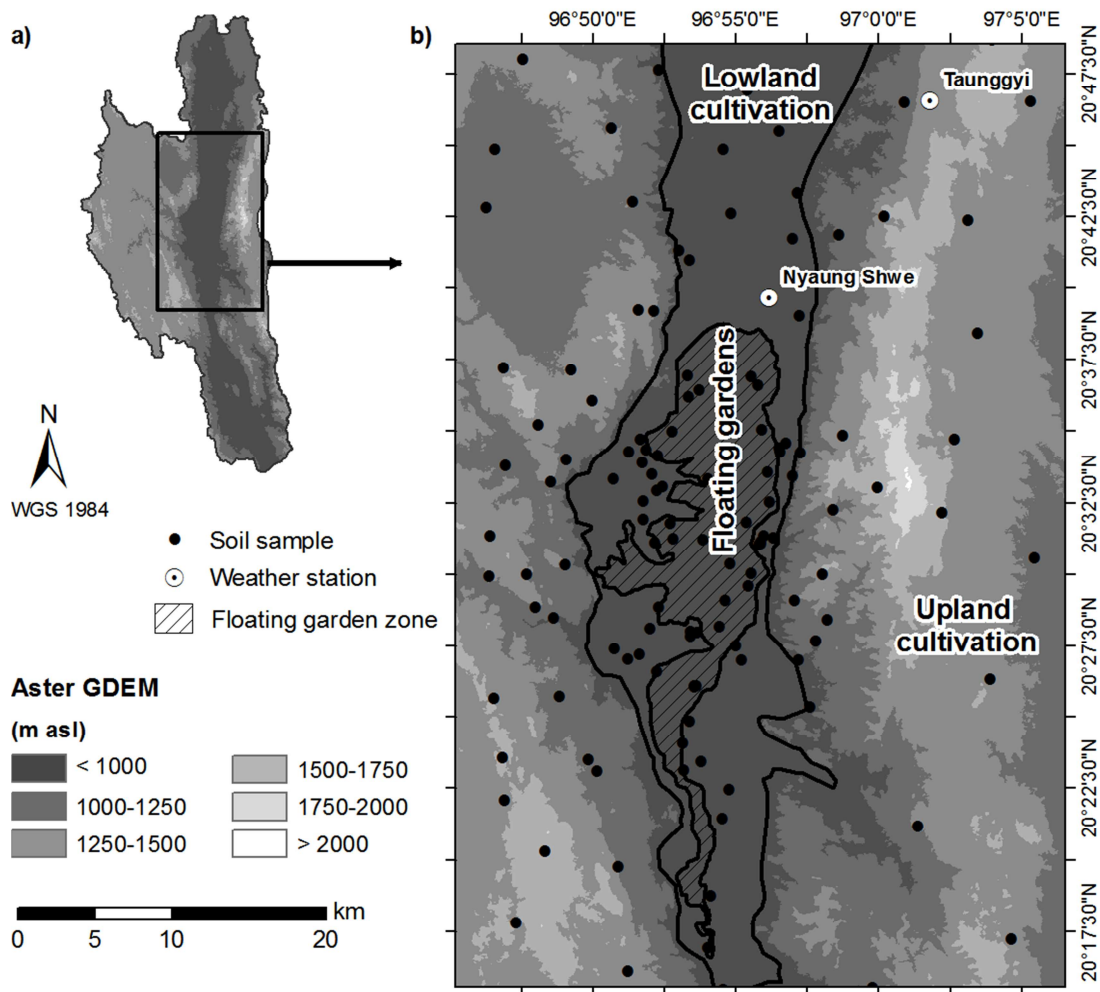 a)
b)
96°50'0"E
96°55'0"E
97°0'0"E
97°5'0"E
Lowland
cultivation
Taunggyi
Nyaung Shwe
Floating gardens
Upland
cultivation
20°47'30"N
20°42'30"N
20°37'30"N
20°32'30"N
20°27'30"N
20°22'30"N
20°17'30"N
N
WGS 1984
Soil sample
Weather station
Floating garden zone
Aster GDEM
(m asl)
< 1000
1000-1250
1250-1500
1500-1750
1750-2000
> 2000
km
0 5 10 20